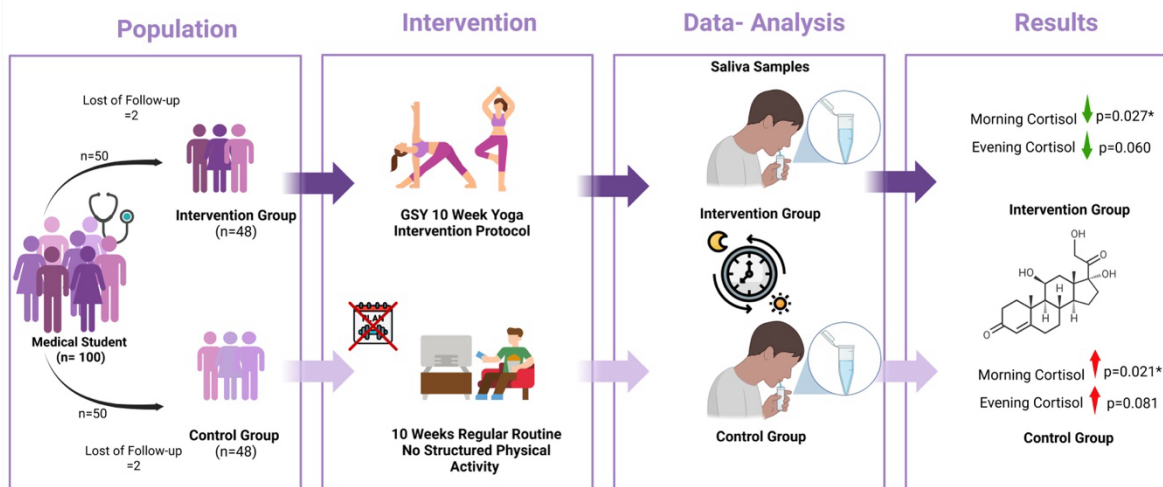 Population
Intervention
Data- Analysis
Results
Lost of Follow-up
=2
n=50
Intervention Group
(n=48)
Medical Student
(n= 100)
n=50
Control Group
(n=48)
Lost of Follow-up
=2
GSY 10 Week Yoga
Intervention Protocol
PLAN
10 Weeks Regular Routine
No Structured Physical
Activity
Saliva Samples
Intervention Group
Control Group
Morning Cortisol p=0.027*
Evening Cortisol p=0.060
Intervention Group
OH
O
HO
OH
H
H
H
O
Morning Cortisol p=0.021*
Evening Cortisol p=0.081
Control Group